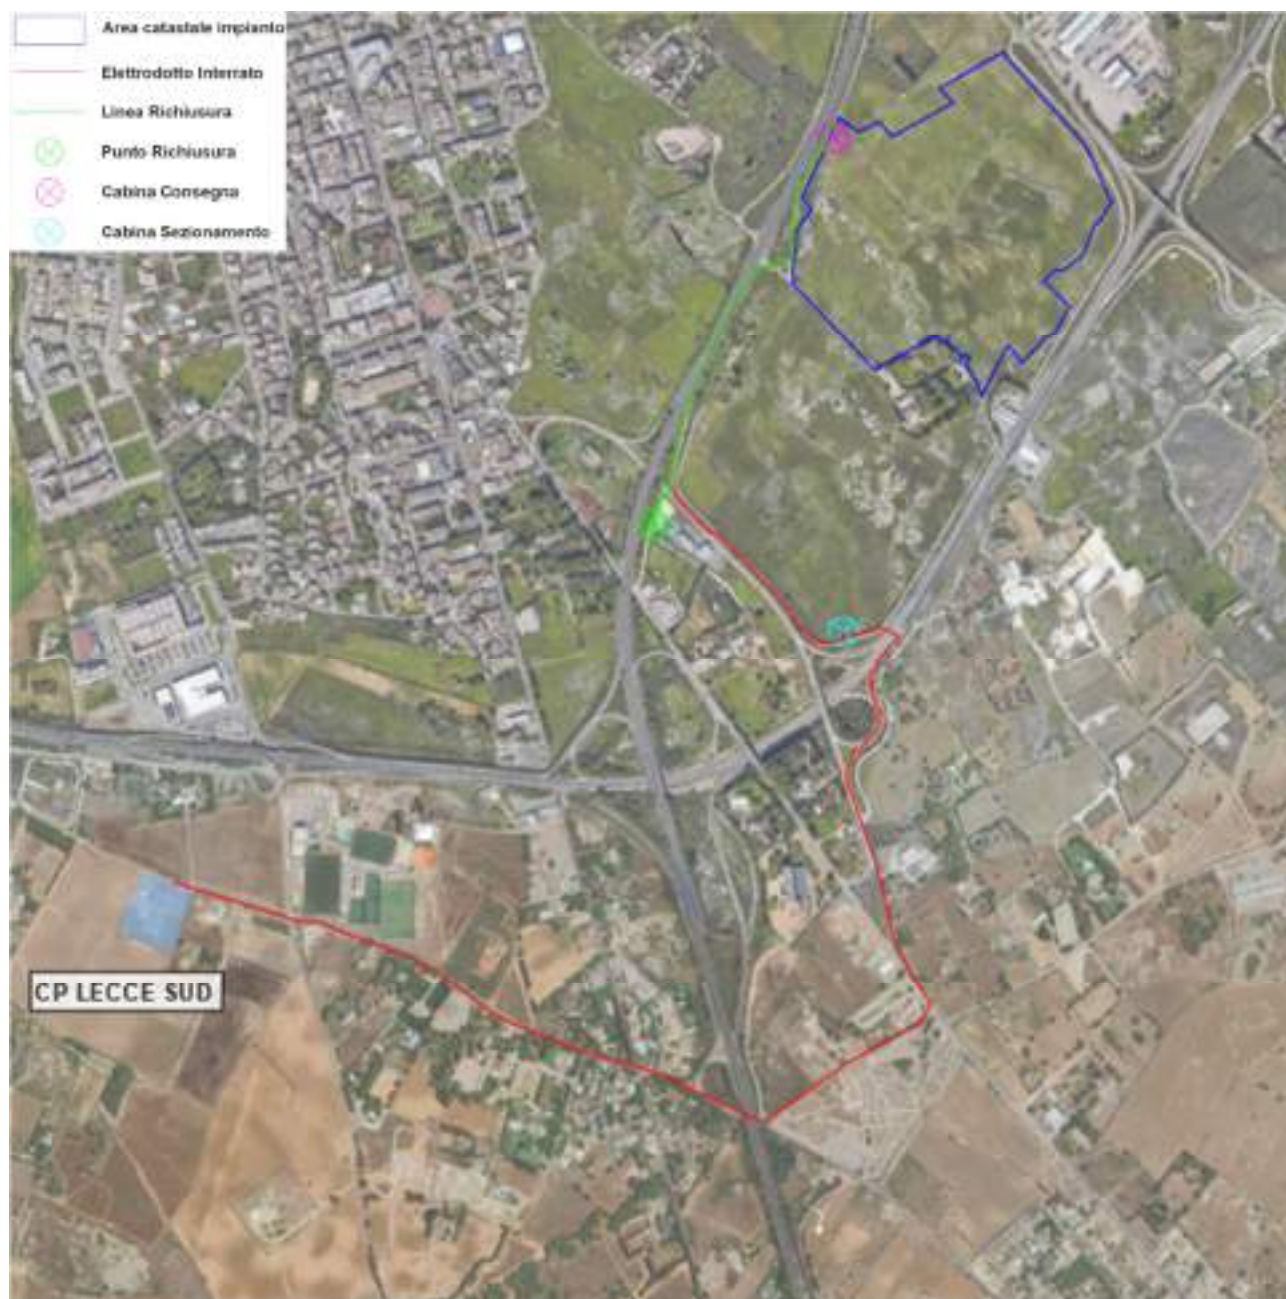 Area catastale impianto
Elettrodotto Interrato
Linea Richiusura
Punto Richiusura
Cabina Consegna
Cabina Sezionamento
CP LECCE SUD